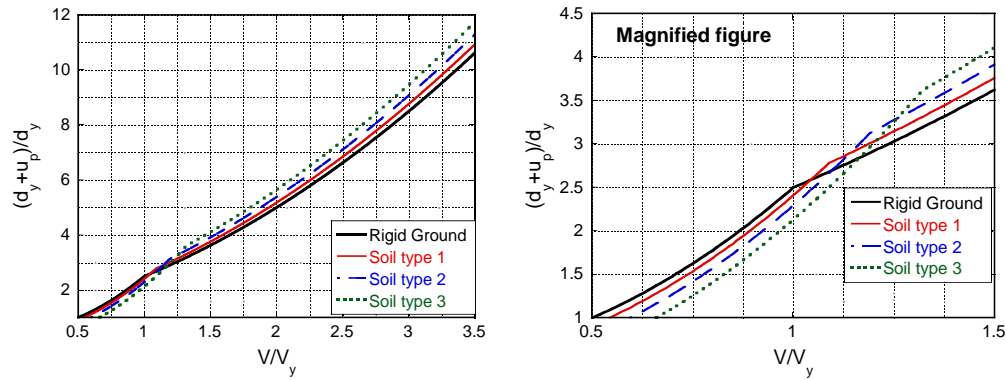 12
10
8
6
4
2
(d_y+u_p)/d_y
0.5 1 1.5 2 2.5 3 3.5
V/V_y
Rigid Ground
Soil type 1
Soil type 2
Soil type 3
4.5
4
3.5
3
2.5
2
1.5
1
(d_y+u_p)/d_y
0.5 1 1.5
V/V_y
Magnified figure
Rigid Ground
Soil type 1
Soil type 2
Soil type 3